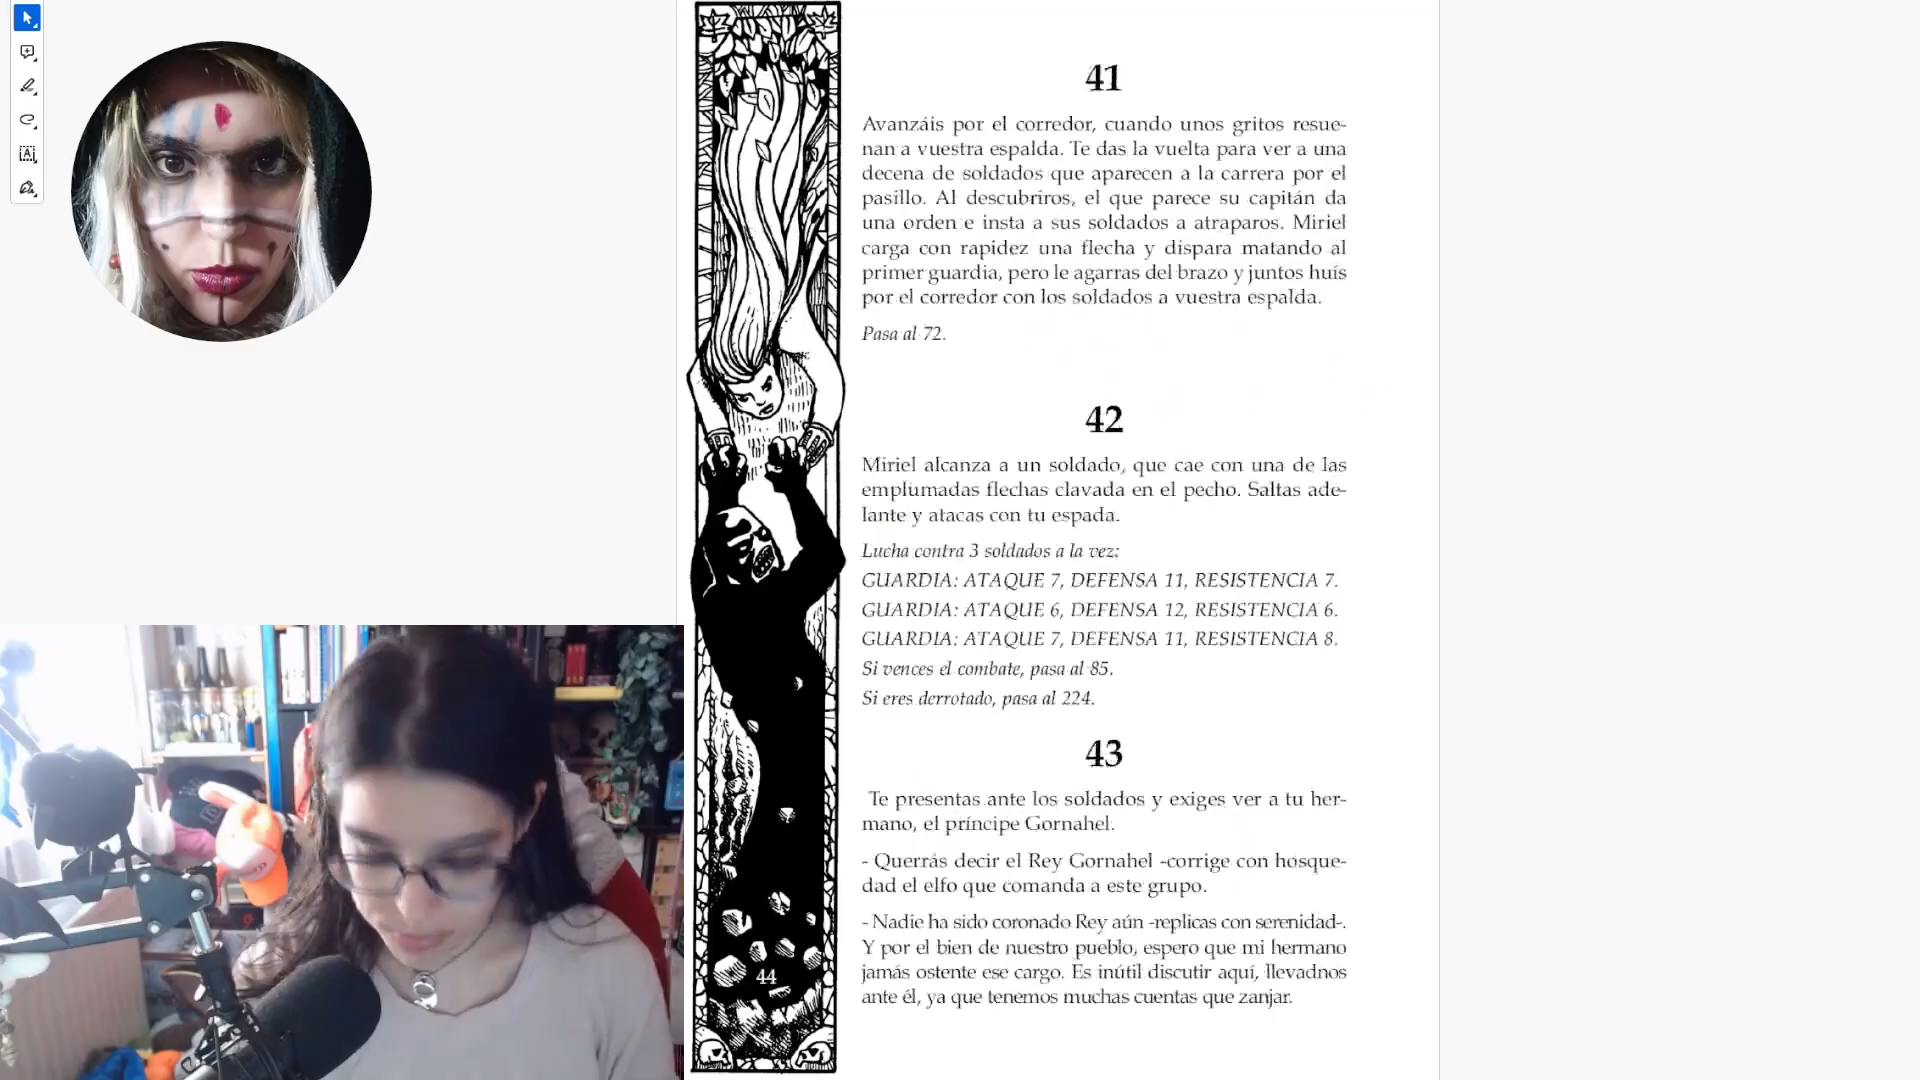 41
Avanzáis por el corredor, cuando unos gritos resue-
nan a vuestra espalda. Te das la vuelta para ver a una
decena de soldados que aparecen a la carrera por el
pasillo. Al descubriros, el que parece su capitán da
una orden e insta a sus soldados a atraparos. Miriel
carga con rapidez una flecha y dispara matando al
primer guardia, pero le agarras del brazo y juntos huís
por el corredor con los soldados a vuestra espalda.
Pasa al 72.
42
Miriel alcanza a un soldado, que cae con una de las
emplumadas flechas clavada en el pecho. Saltas ade-
lante y atacas con tu espada.
Lucha contra 3 soldados a la vez:
GUARDIA: ATAQUE 7, DEFENSA 11, RESISTENCIA 7.
GUARDIA: ATAQUE 6, DEFENSA 12, RESISTENCIA 6.
GUARDIA: ATAQUE 7, DEFENSA 11, RESISTENCIA 8.
Si vences el combate, pasa al 85.
Si eres derrotado, pasa al 224.
43
Te presentas ante los soldados y exiges ver a tu her-
mano, el príncipe Gornahel.
- Querrás decir el Rey Gornahel -corrige con hosque-
dad el elfo que comanda a este grupo.
- Nadie ha sido coronado Rey aún -replicas con serenidad-.
Y por el bien de nuestro pueblo, espero que mi hermano
jamás ostente ese cargo. Es inútil discutir aquí, llevadnos
ante él, ya que tenemos muchas cuentas que zanjar.
44